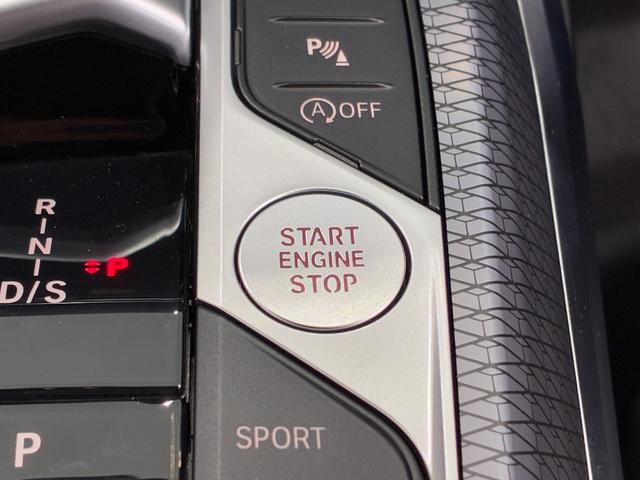 P
A OFF
R
N
D/S
P
START
ENGINE
STOP
P
SPORT